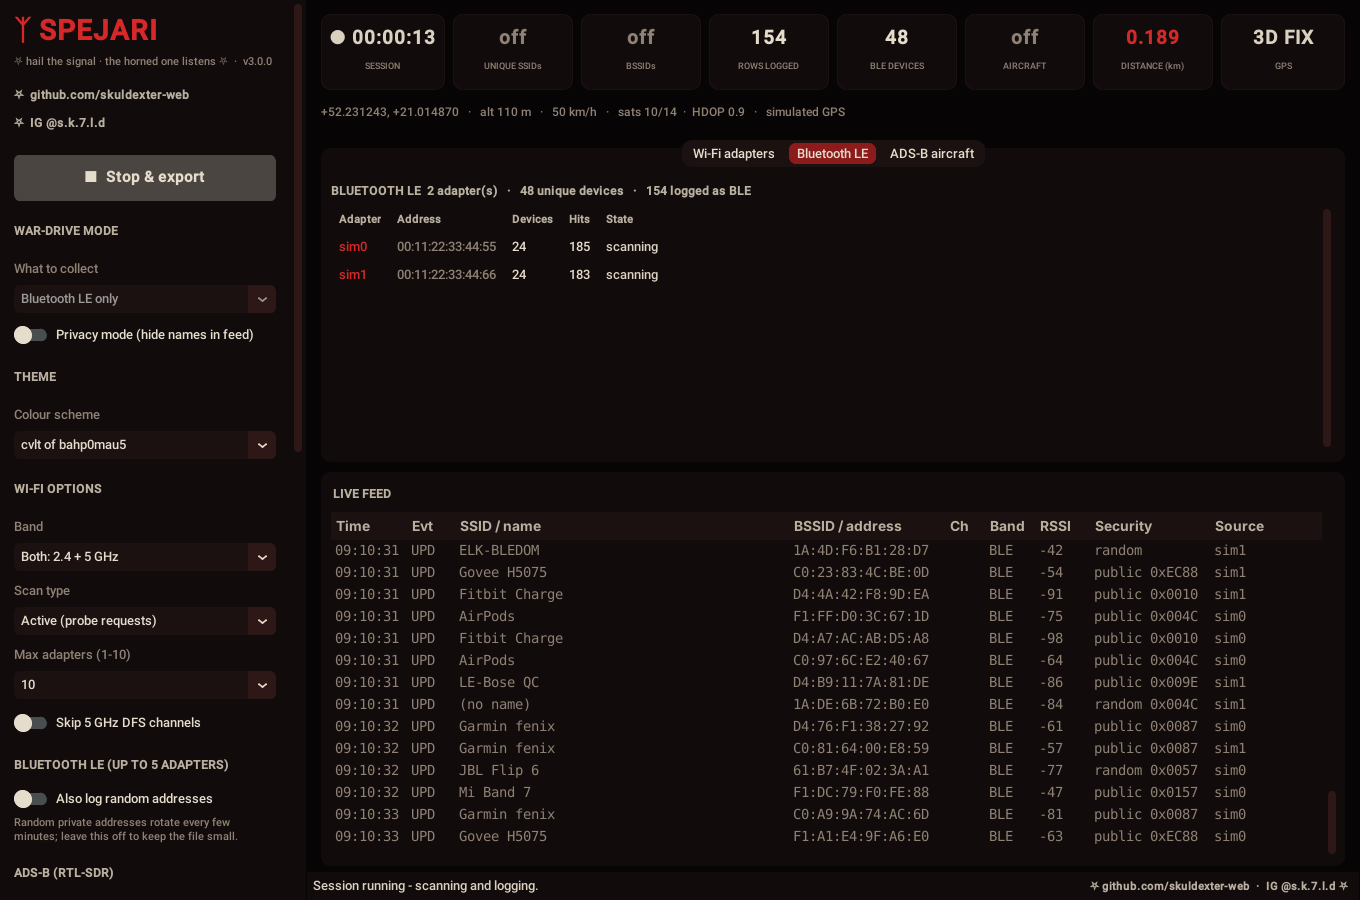 SPEJARI
⛧ hail the signal · the horned one listens ⛧ · v3.0.0
⛧ github.com/skuldexter-web
⛧ IG @s.k.7.l.d
■ Stop & export
WAR-DRIVE MODE
What to collect
Bluetooth LE only
Privacy mode (hide names in feed)
THEME
Colour scheme
cvlt of bahp0mau5
WI-FI OPTIONS
Band
Both: 2.4 + 5 GHz
Scan type
Active (probe requests)
Max adapters (1-10)
10
Skip 5 GHz DFS channels
BLUETOOTH LE (UP TO 5 ADAPTERS)
Also log random addresses
Random private addresses rotate every few
minutes; leave this off to keep the file small.
ADS-B (RTL-SDR)
● 00:00:13 off off 154 48 off 0.189 3D FIX
SESSION UNIQUE SSIDs BSSIDs ROWS LOGGED BLE DEVICES AIRCRAFT DISTANCE (km) GPS
+52.231243, +21.014870 · alt 110 m · 50 km/h · sats 10/14 · HDOP 0.9 · simulated GPS
Wi-Fi adapters Bluetooth LE ADS-B aircraft
BLUETOOTH LE 2 adapter(s) · 48 unique devices · 154 logged as BLE
Adapter Address Devices Hits State
sim0 00:11:22:33:44:55 24 185 scanning
sim1 00:11:22:33:44:66 24 183 scanning
LIVE FEED
Time Evt SSID / name BSSID / address Ch Band RSSI Security Source
09:10:31 UPD ELK-BLEDOM 1A:4D:F6:B1:28:D7 BLE -42 random sim1
09:10:31 UPD Govee H5075 C0:23:83:4C:BE:0D BLE -54 public 0xEC88 sim1
09:10:31 UPD Fitbit Charge D4:4A:42:F8:9D:EA BLE -91 public 0x0010 sim1
09:10:31 UPD AirPods F1:FF:D0:3C:67:1D BLE -75 public 0x004C sim0
09:10:31 UPD Fitbit Charge D4:A7:AC:AB:D5:A8 BLE -98 public 0x0010 sim0
09:10:31 UPD AirPods C0:97:6C:E2:40:67 BLE -64 public 0x004C sim0
09:10:31 UPD LE-Bose QC D4:B9:11:7A:81:DE BLE -86 public 0x009E sim1
09:10:31 UPD (no name) 1A:DE:6B:72:B0:E0 BLE -84 random 0x004C sim1
09:10:32 UPD Garmin fenix D4:76:F1:38:27:92 BLE -61 public 0x0087 sim0
09:10:32 UPD Garmin fenix C0:81:64:00:E8:59 BLE -57 public 0x0087 sim1
09:10:32 UPD JBL Flip 6 61:B7:4F:02:3A:A1 BLE -77 random 0x0057 sim0
09:10:32 UPD Mi Band 7 F1:DC:79:F0:FE:88 BLE -47 public 0x0157 sim0
09:10:33 UPD Garmin fenix C0:A9:9A:74:AC:6D BLE -81 public 0x0087 sim0
09:10:33 UPD Govee H5075 F1:A1:E4:9F:A6:E0 BLE -63 public 0xEC88 sim0
Session running - scanning and logging.
⛧ github.com/skuldexter-web · IG @s.k.7.l.d ⛧